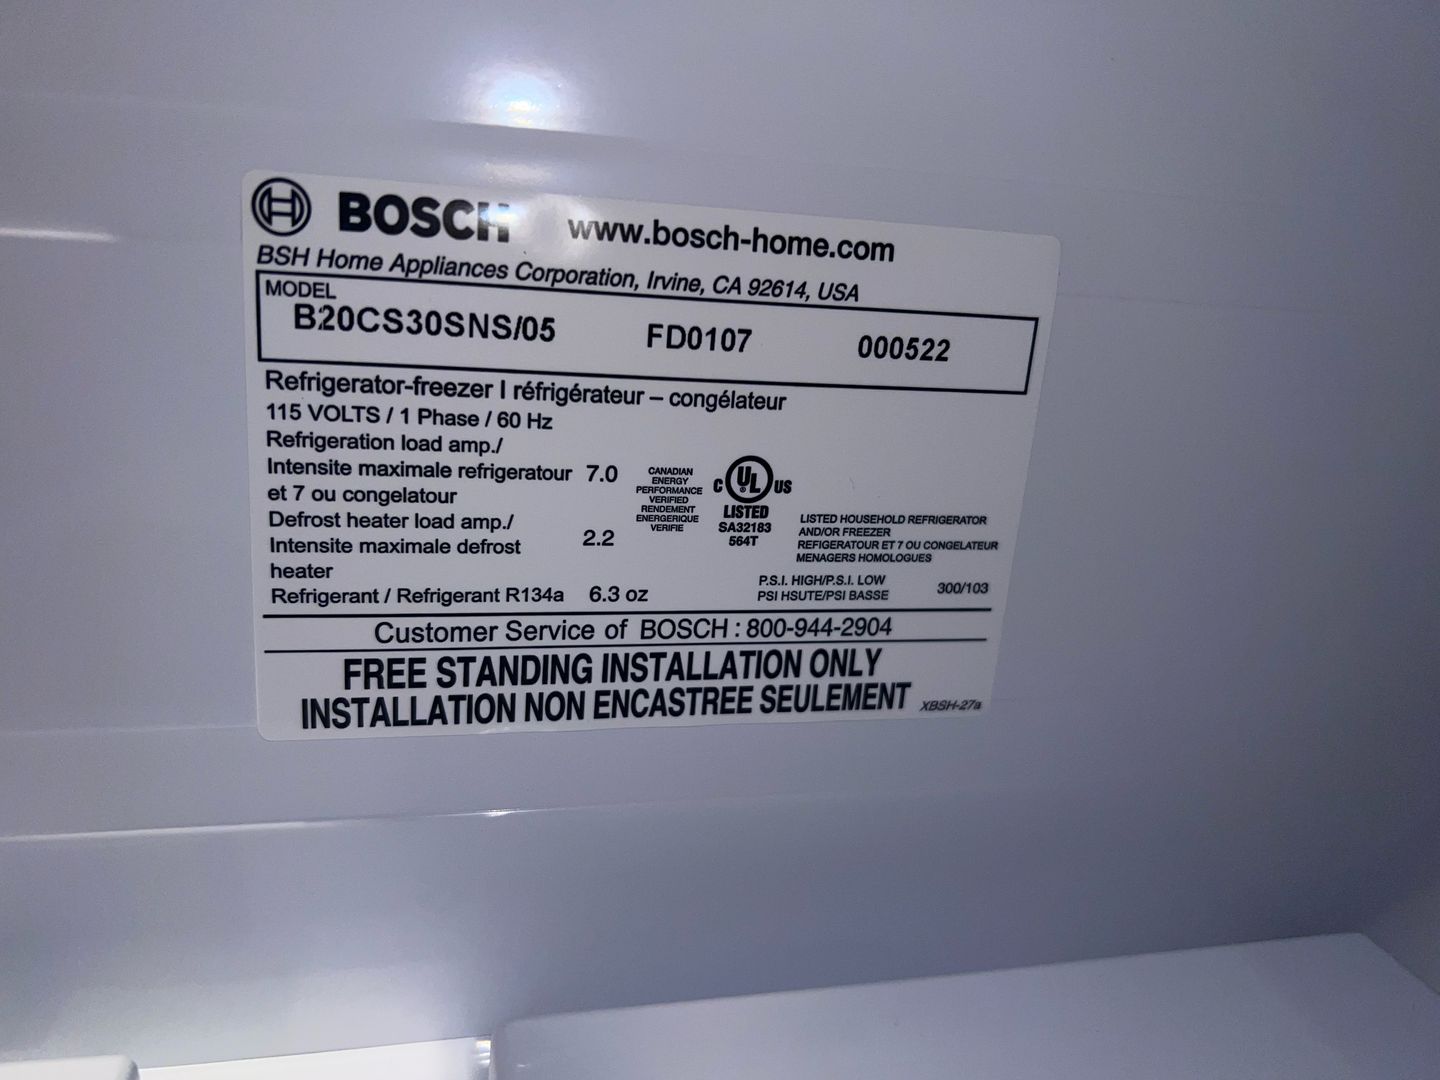 BOSCH www.bosch-home.com
BSH Home Appliances Corporation, Irvine, CA 92614, USA
MODEL
B20CS30SNS/05 FD0107 000522
Refrigerator-freezer I réfrigérateur – congélateur
115 VOLTS / 1 Phase / 60 Hz
Refrigeration load amp./
Intensite maximale refrigeratour 7.0
et 7 ou congelatour
Defrost heater load amp./
Intensite maximale defrost 2.2
heater
Refrigerant / Refrigerant R134a 6.3 oz
CANADIAN
ENERGY
PERFORMANCE
VERIFIED
RENDEMENT
ENERGERIQUE
VERIFIE
C UL US
LISTED
SA32183
564T
LISTED HOUSEHOLD REFRIGERATOR
AND/OR FREEZER
REFIGERATOUR ET 7 OU CONGELATEUR
MENAGERS HOMOLOGUES
P.S.I. HIGH/P.S.I. LOW
PSI HSUTE/PSI BASSE 300/103
Customer Service of BOSCH : 800-944-2904
FREE STANDING INSTALLATION ONLY
INSTALLATION NON ENCASTREE SEULEMENT XBSH-27a